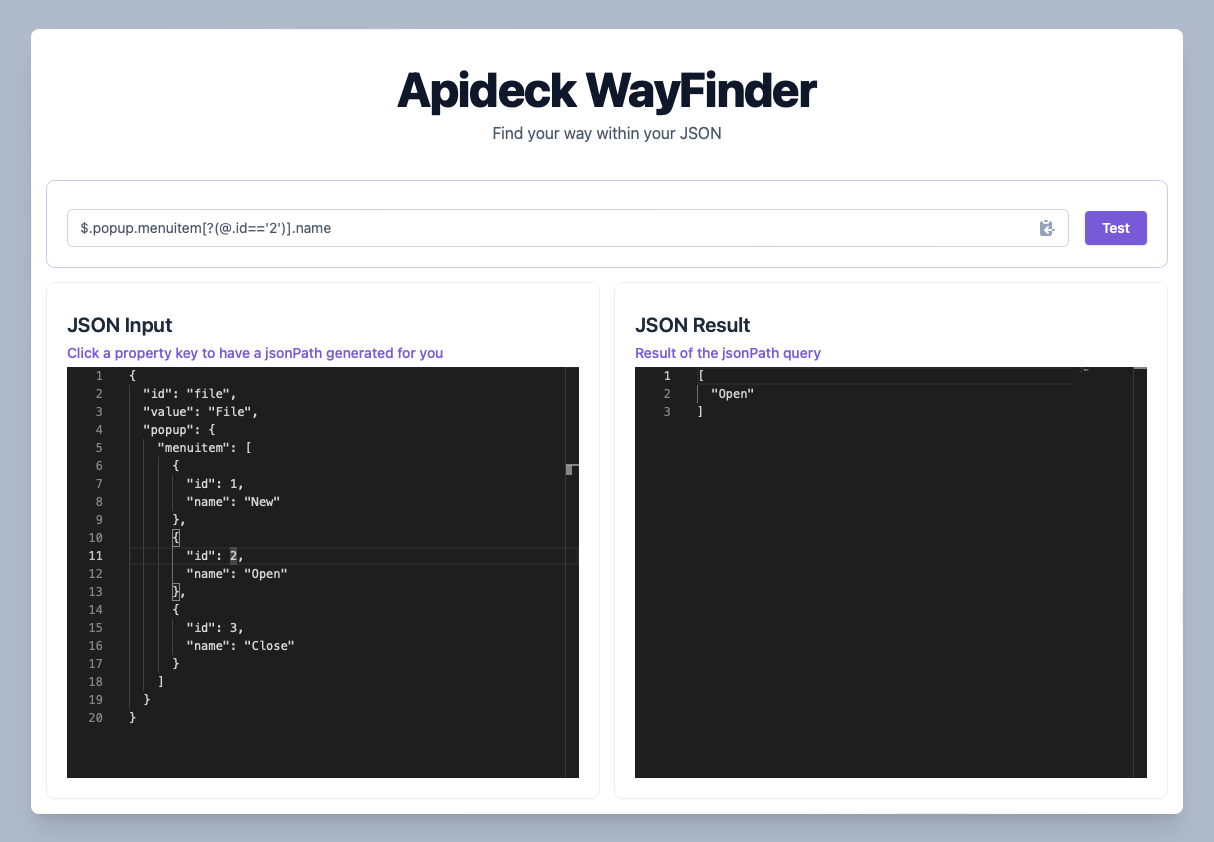 Apideck WayFinder
Find your way within your JSON
$.popup.menuitem[?(@.id=='2')].name
Test
JSON Input
Click a property key to have a jsonPath generated for you
1 {
2   "id": "file",
3   "value": "File",
4   "popup": {
5     "menuitem": [
6       {
7         "id": 1,
8         "name": "New"
9       },
10       {
11         "id": 2,
12         "name": "Open"
13       },
14       {
15         "id": 3,
16         "name": "Close"
17       }
18     ]
19   }
20 }
JSON Result
Result of the jsonPath query
1 [
2   "Open"
3 ]